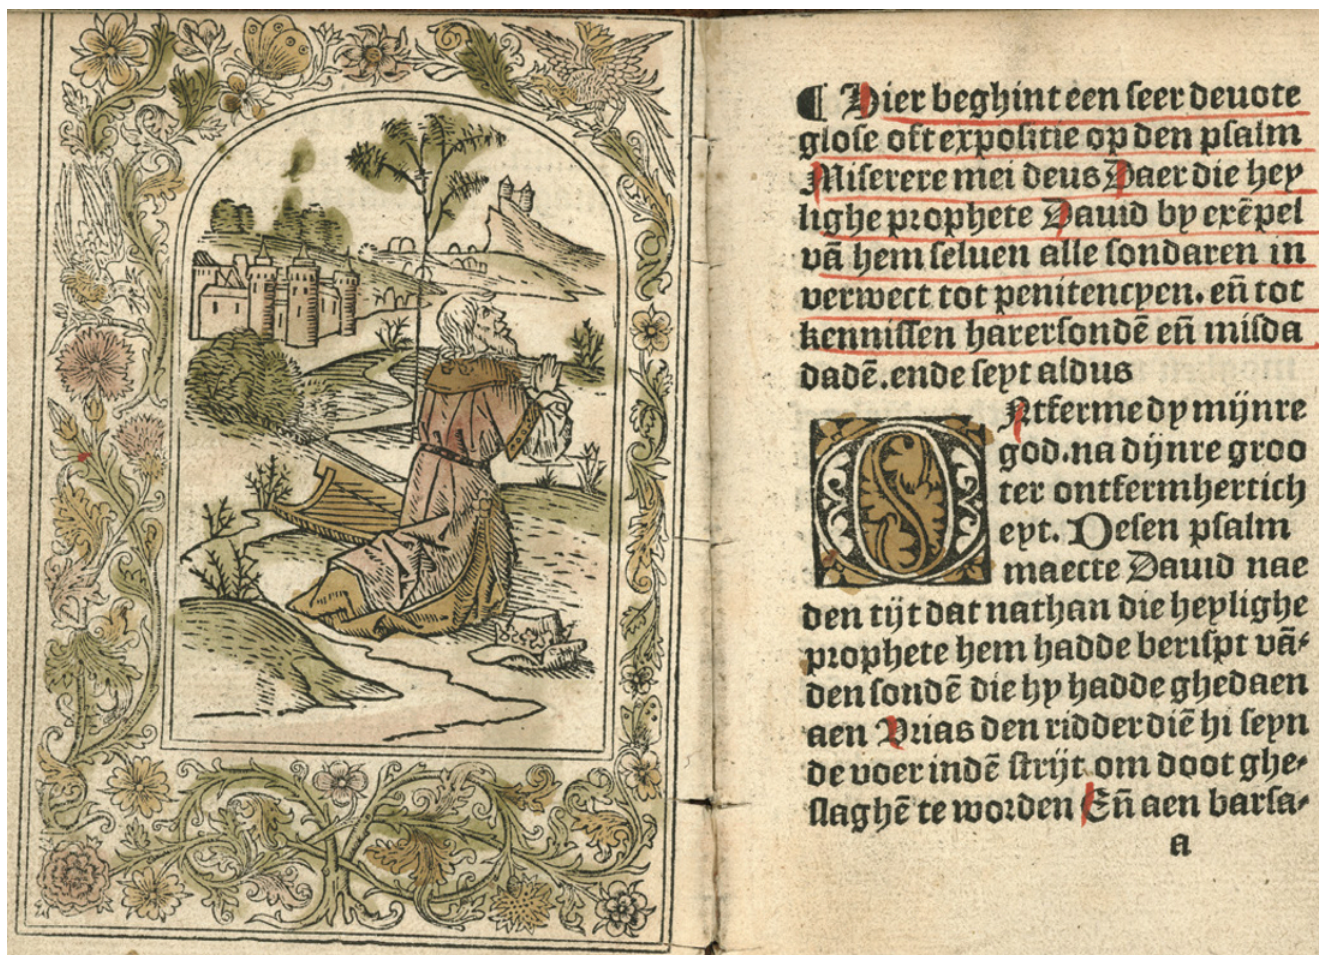 ¶ Hier beghint een seer deuote
glose oft expositie op den psalm
Miserere mei deus Daer die hey
lighe prophete Dauid by exẽpel
vã hem seluen alle sondaren in
verwect tot penitencyen. eñ tot
kennissen harer sondẽ eñ misda
dadẽ. ende seyt aldus
ONtferme dy mijnre
god. na dijnre groo
ter ontfermhertich
eyt. Desen psalm
maecte Dauid nae
den tijt dat nathan die heylighe
prophete hem hadde berispt vã-
den sondẽ die hy hadde ghedaen
aen Vrias den ridder diẽ hi seyn
de voer indẽ strijt om doot ghe-
slaghẽ te worden Eñ aen barsa-
a